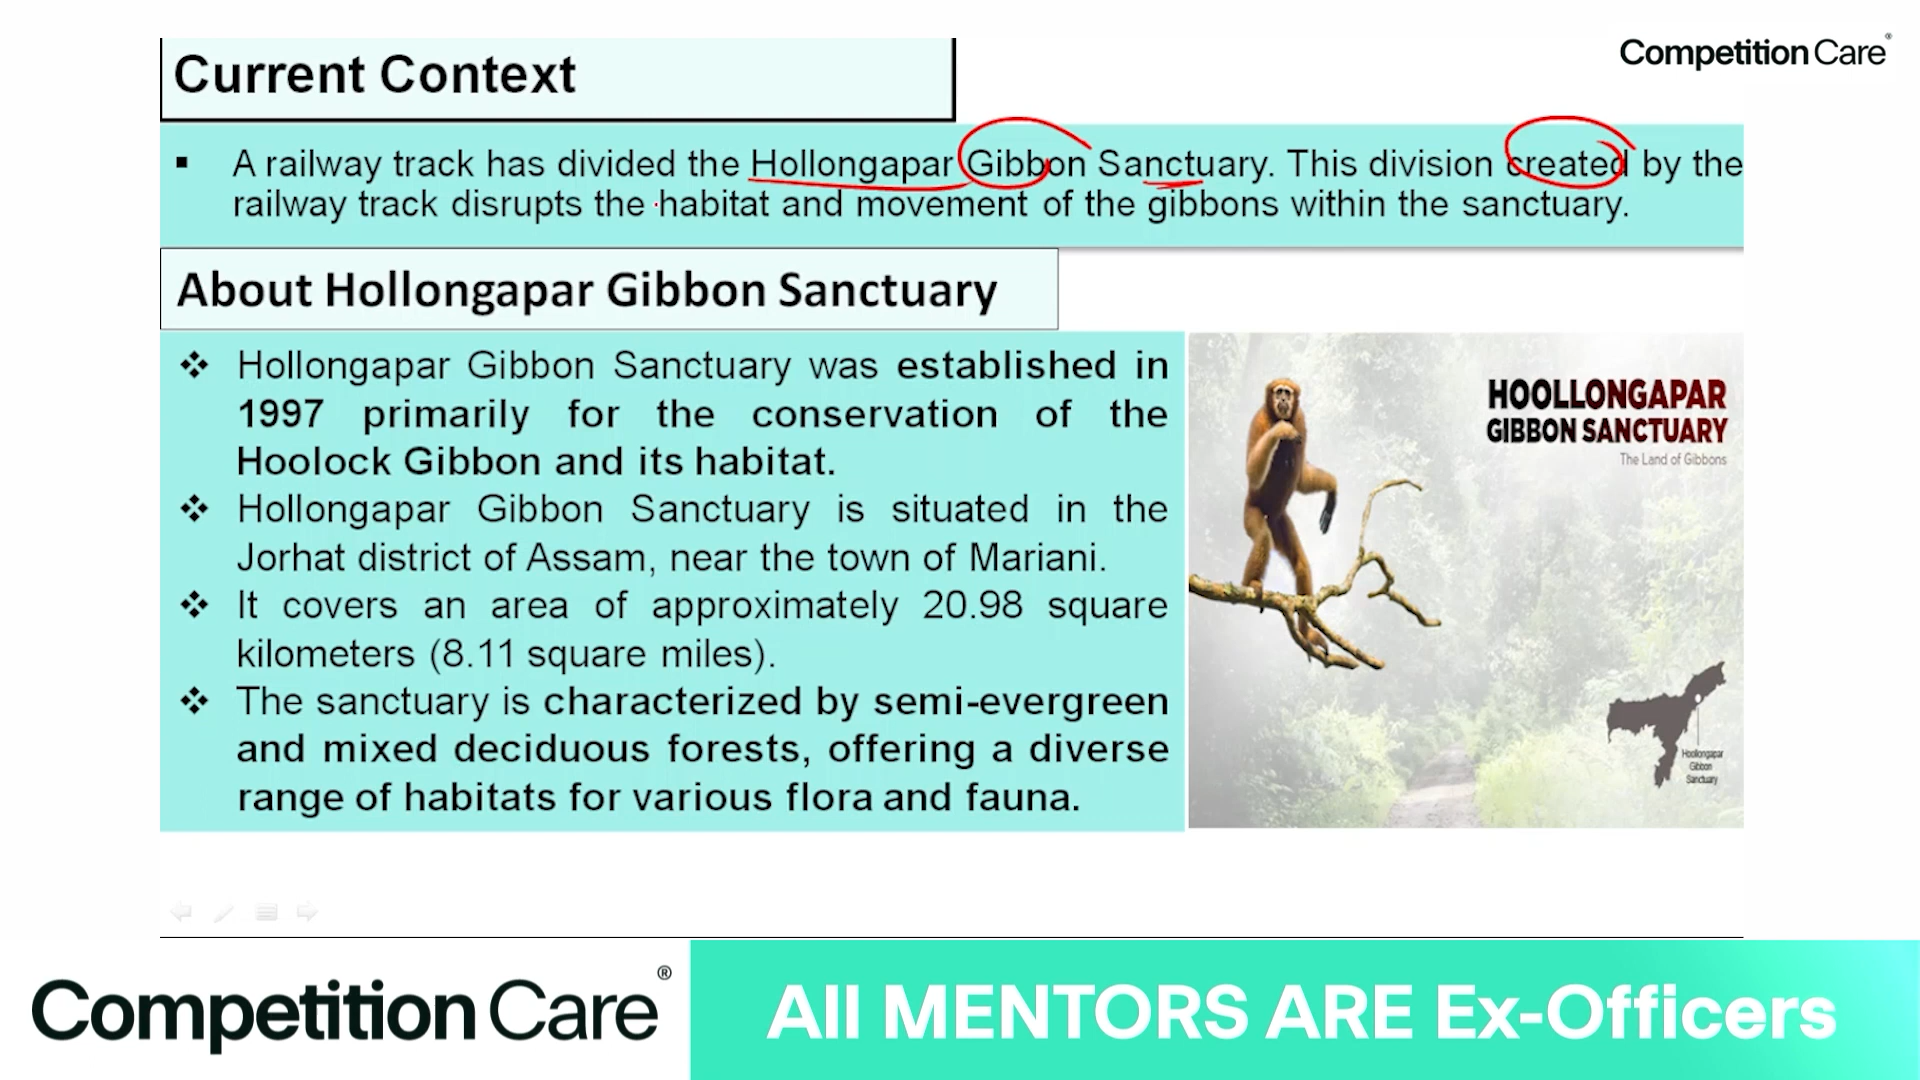 Current Context
Competition Care®
▪ A railway track has divided the Hollongapar Gibbon Sanctuary. This division created by the
railway track disrupts the habitat and movement of the gibbons within the sanctuary.
About Hollongapar Gibbon Sanctuary
❖ Hollongapar Gibbon Sanctuary was established in
1997 primarily for the conservation of the
Hoolock Gibbon and its habitat.
❖ Hollongapar Gibbon Sanctuary is situated in the
Jorhat district of Assam, near the town of Mariani.
❖ It covers an area of approximately 20.98 square
kilometers (8.11 square miles).
❖ The sanctuary is characterized by semi-evergreen
and mixed deciduous forests, offering a diverse
range of habitats for various flora and fauna.
HOOLLONGAPAR
GIBBON SANCTUARY
The Land of Gibbons
Hoollongapar
Gibbon
Sanctuary
Competition Care®
All MENTORS ARE Ex-Officers